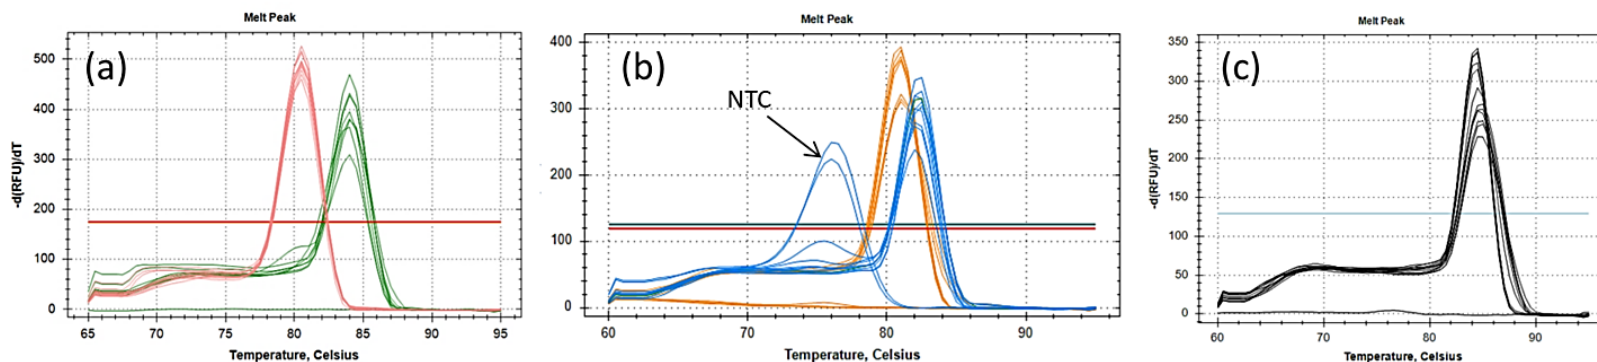 Melt Peak
(a)
500
400
300
200
100
0
-d(RFU)/dT
65 70 75 80 85 90 95
Temperature, Celsius
Melt Peak
(b)
NTC
400
300
200
100
0
60 70 80 90
Temperature, Celsius
Melt Peak
(c)
350
300
250
200
150
100
50
0
-d(RFU)/dT
60 70 80 90
Temperature, Celsius